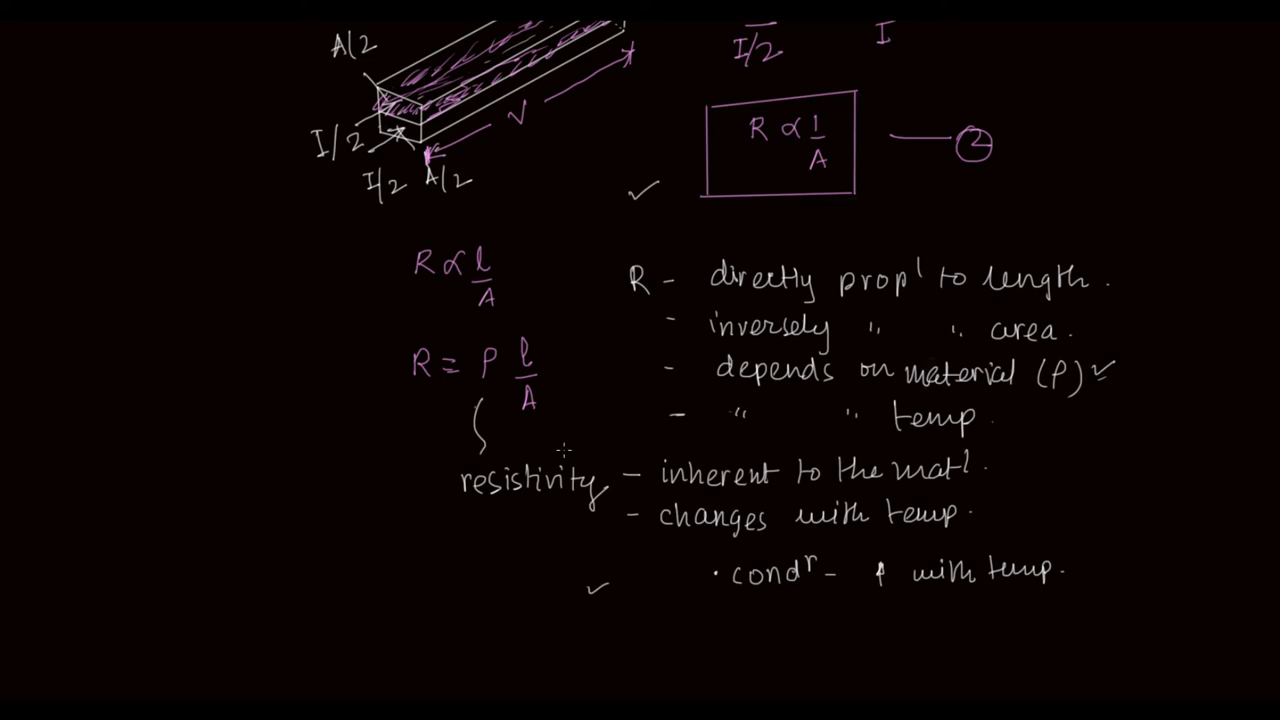 A/2
I/2 I
I/2
V
R ∝ 1/A
2
I/2 A/2
R ∝ l/A
R - directly prop^l to length.
- inversely " " area.
R = ρ l/A
- depends on material (ρ) ✓
- " " temp.
resistivity - inherent to the mat^l.
- changes with temp.
· cond^r - ↑ with temp.